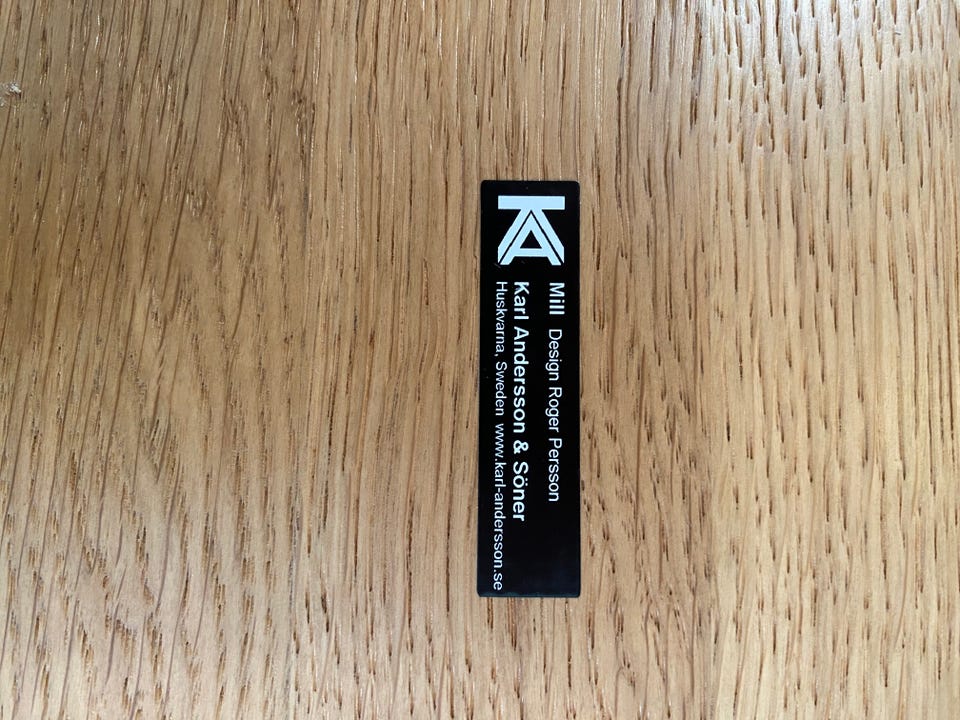 KA
Mill Design Roger Persson
Karl Andersson & Söner
Huskvarna, Sweden www.karl-andersson.se